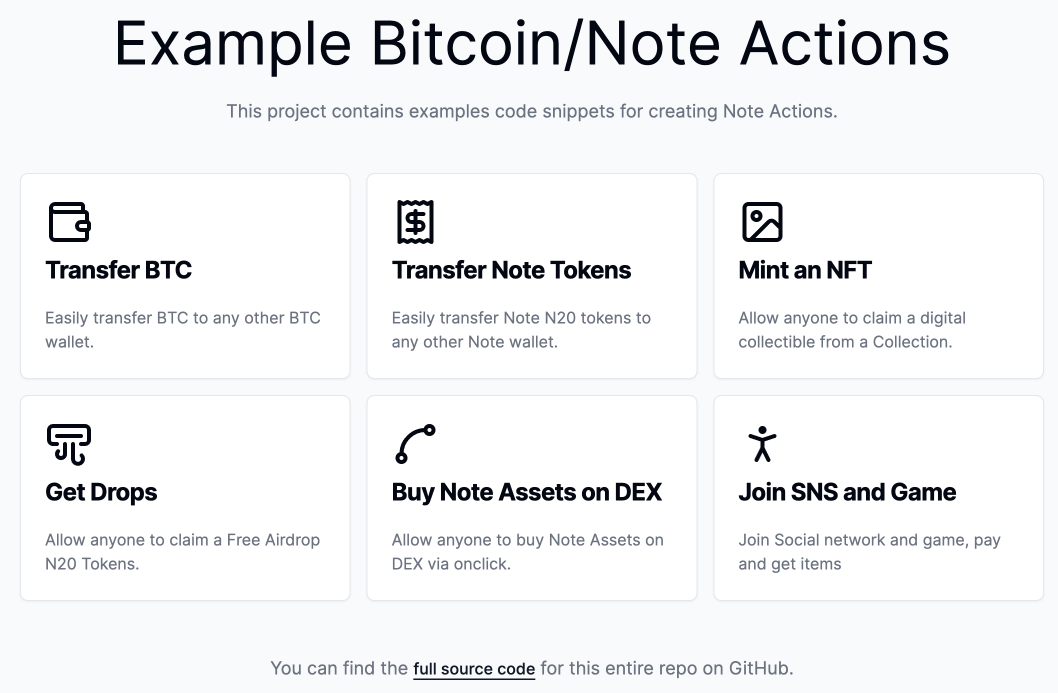 Example Bitcoin/Note Actions
This project contains examples code snippets for creating Note Actions.
Transfer BTC
Easily transfer BTC to any other BTC
wallet.
Transfer Note Tokens
Easily transfer Note N20 tokens to
any other Note wallet.
Mint an NFT
Allow anyone to claim a digital
collectible from a Collection.
Get Drops
Allow anyone to claim a Free Airdrop
N20 Tokens.
Buy Note Assets on DEX
Allow anyone to buy Note Assets on
DEX via onclick.
Join SNS and Game
Join Social network and game, pay
and get items
You can find the full source code for this entire repo on GitHub.